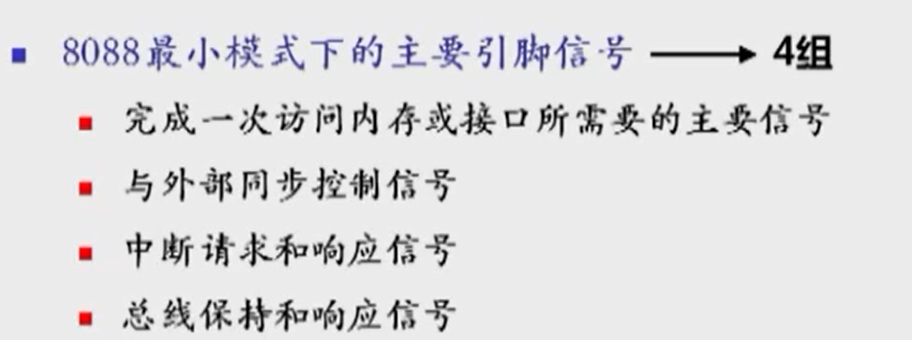 8088最小模式下的主要引脚信号 → 4组
完成一次访问内存或接口所需要的主要信号
与外部同步控制信号
中断请求和响应信号
总线保持和响应信号